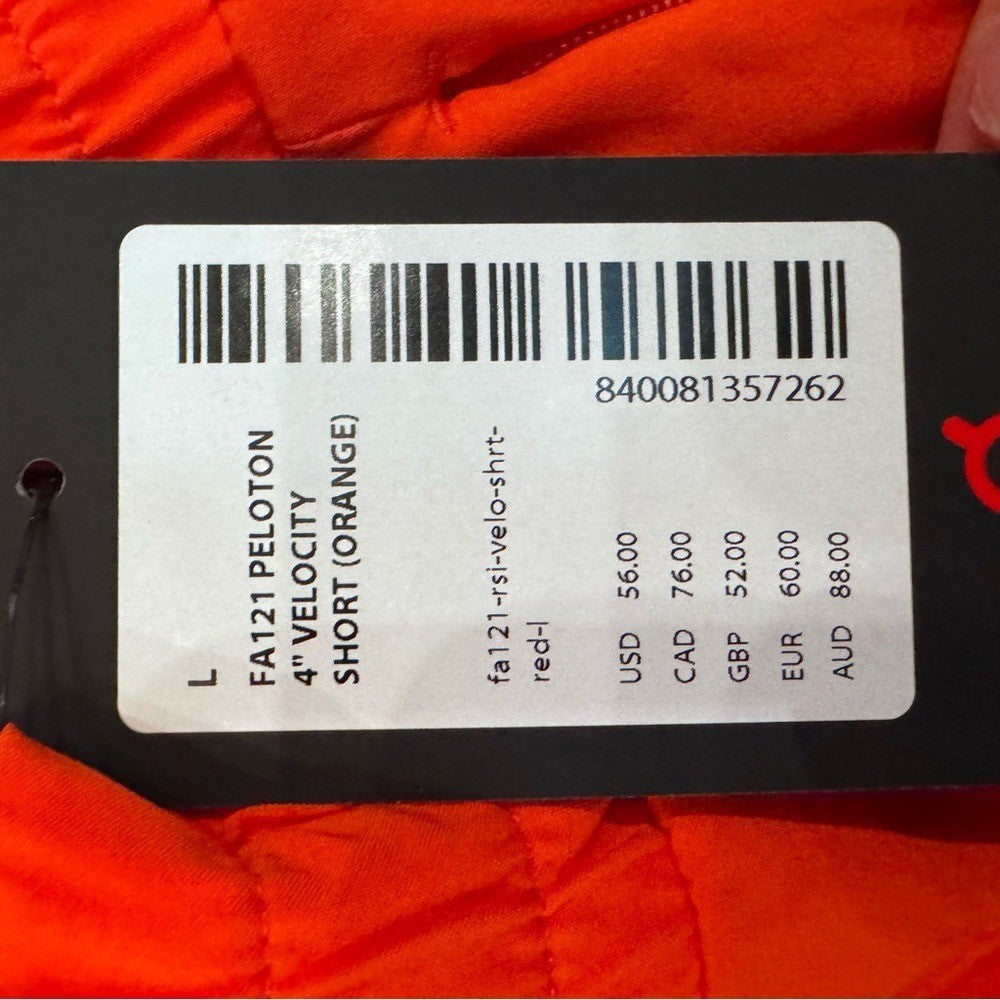 840081357262
L
FA121 PELOTON
4" VELOCITY
SHORT (ORANGE)
fa121-rsi-velo-shrt-
red-l
USD 56.00
CAD 76.00
GBP 52.00
EUR 60.00
AUD 88.00